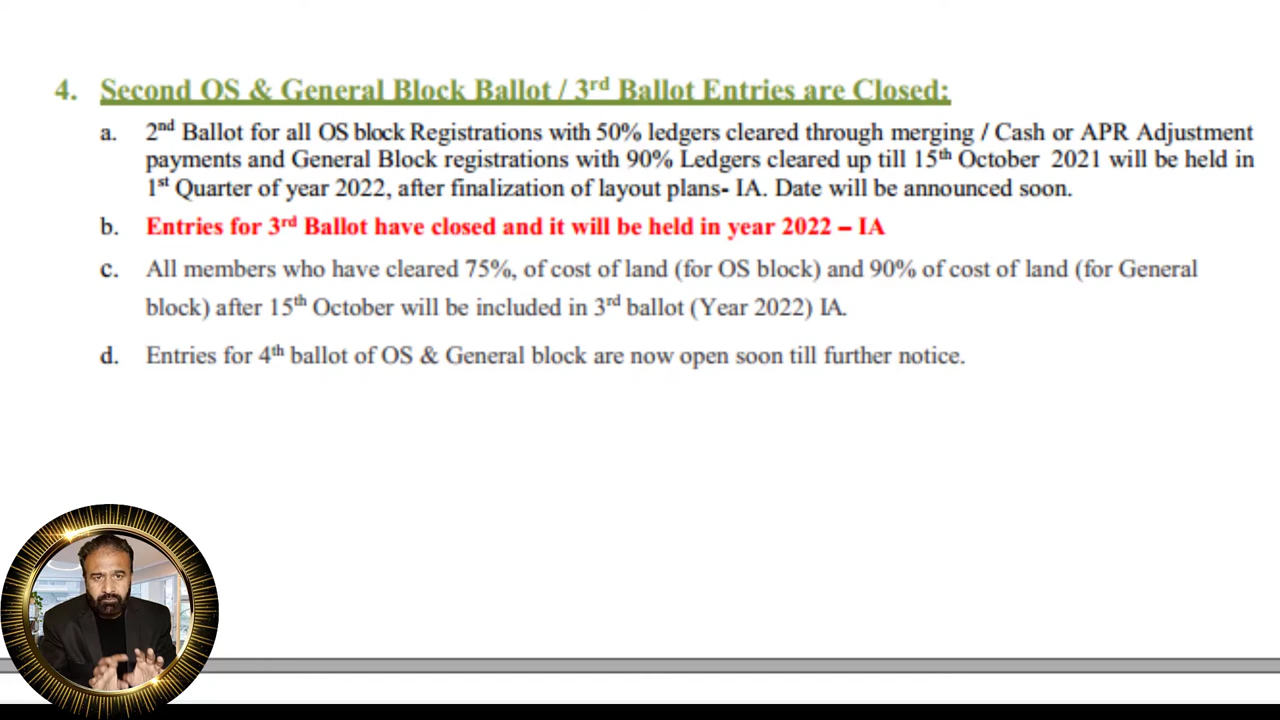 4. Second OS & General Block Ballot / 3rd Ballot Entries are Closed:
a. 2nd Ballot for all OS block Registrations with 50% ledgers cleared through merging / Cash or APR Adjustment
payments and General Block registrations with 90% Ledgers cleared up till 15th October 2021 will be held in
1st Quarter of year 2022, after finalization of layout plans- IA. Date will be announced soon.
b. Entries for 3rd Ballot have closed and it will be held in year 2022 – IA
c. All members who have cleared 75%, of cost of land (for OS block) and 90% of cost of land (for General
block) after 15th October will be included in 3rd ballot (Year 2022) IA.
d. Entries for 4th ballot of OS & General block are now open soon till further notice.